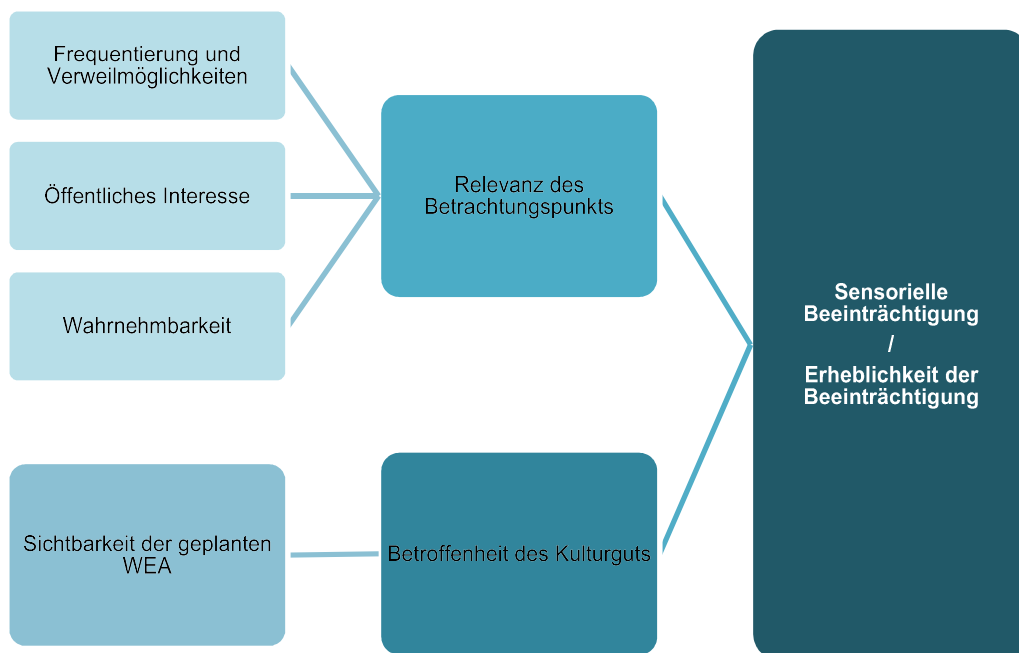 Frequentierung und
Verweilmöglichkeiten
Öffentliches Interesse
Wahrnehmbarkeit
Relevanz des
Betrachtungspunkts
Sichtbarkeit der geplanten
WEA
Betroffenheit des Kulturguts
Sensorielle
Beeinträchtigung
/
Erheblichkeit der
Beeinträchtigung